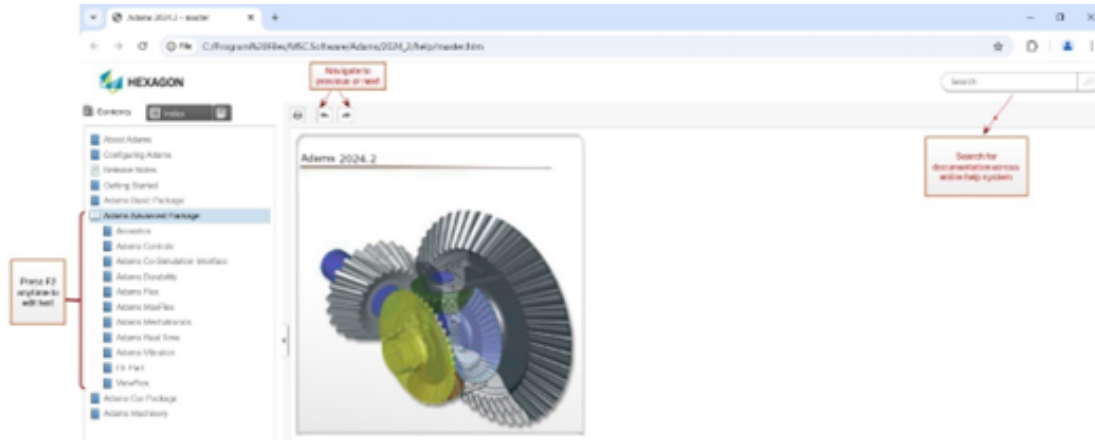 Adams 2024.2 - master
File C:/Program%20Files/MSC.Software/Adams/2024_2/help/master.htm
HEXAGON
Navigate to
previous or next
Search
Contents Index
About Adams
Configuring Adams
Release Notes
Getting Started
Adams Basic Package
Adams Advanced Package
Acoustics
Adams Controls
Adams Co-Simulation Interface
Adams Durability
Adams Flex
Adams MaxFlex
Adams Mechatronics
Adams Real Time
Adams Vibration
FE Part
ViewFlex
Adams Car Package
Adams Machinery
Press F2
anytime to
edit text
Adams 2024.2
Search for
documentation across
entire help system